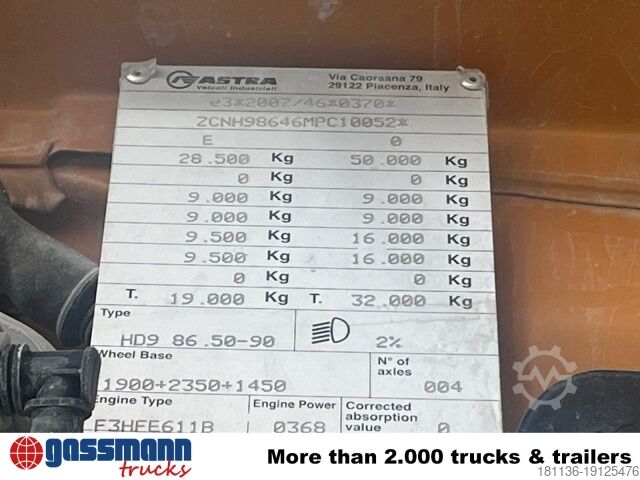 ASTRA
Veicoli Industriali
Via Caorsana 79
29122 Piacenza, Italy
e3*2007/46*0370*
ZCNH98646MPC10052*
E 0
28.500 Kg 50.000 Kg
0 Kg 0 Kg
9.000 Kg 9.000 Kg
9.000 Kg 9.000 Kg
9.500 Kg 16.000 Kg
9.500 Kg 16.000 Kg
0 Kg 0 Kg
T. 19.000 Kg T. 32.000 Kg
Type
HD9 86.50-90 2%
Wheel Base
1900+2350+1450
N° of
axles
004
Engine Type
F3HFE611B
Engine Power
0368
Corrected
absorption
value
0
gassmann
trucks
More than 2.000 trucks & trailers
181136-19125476